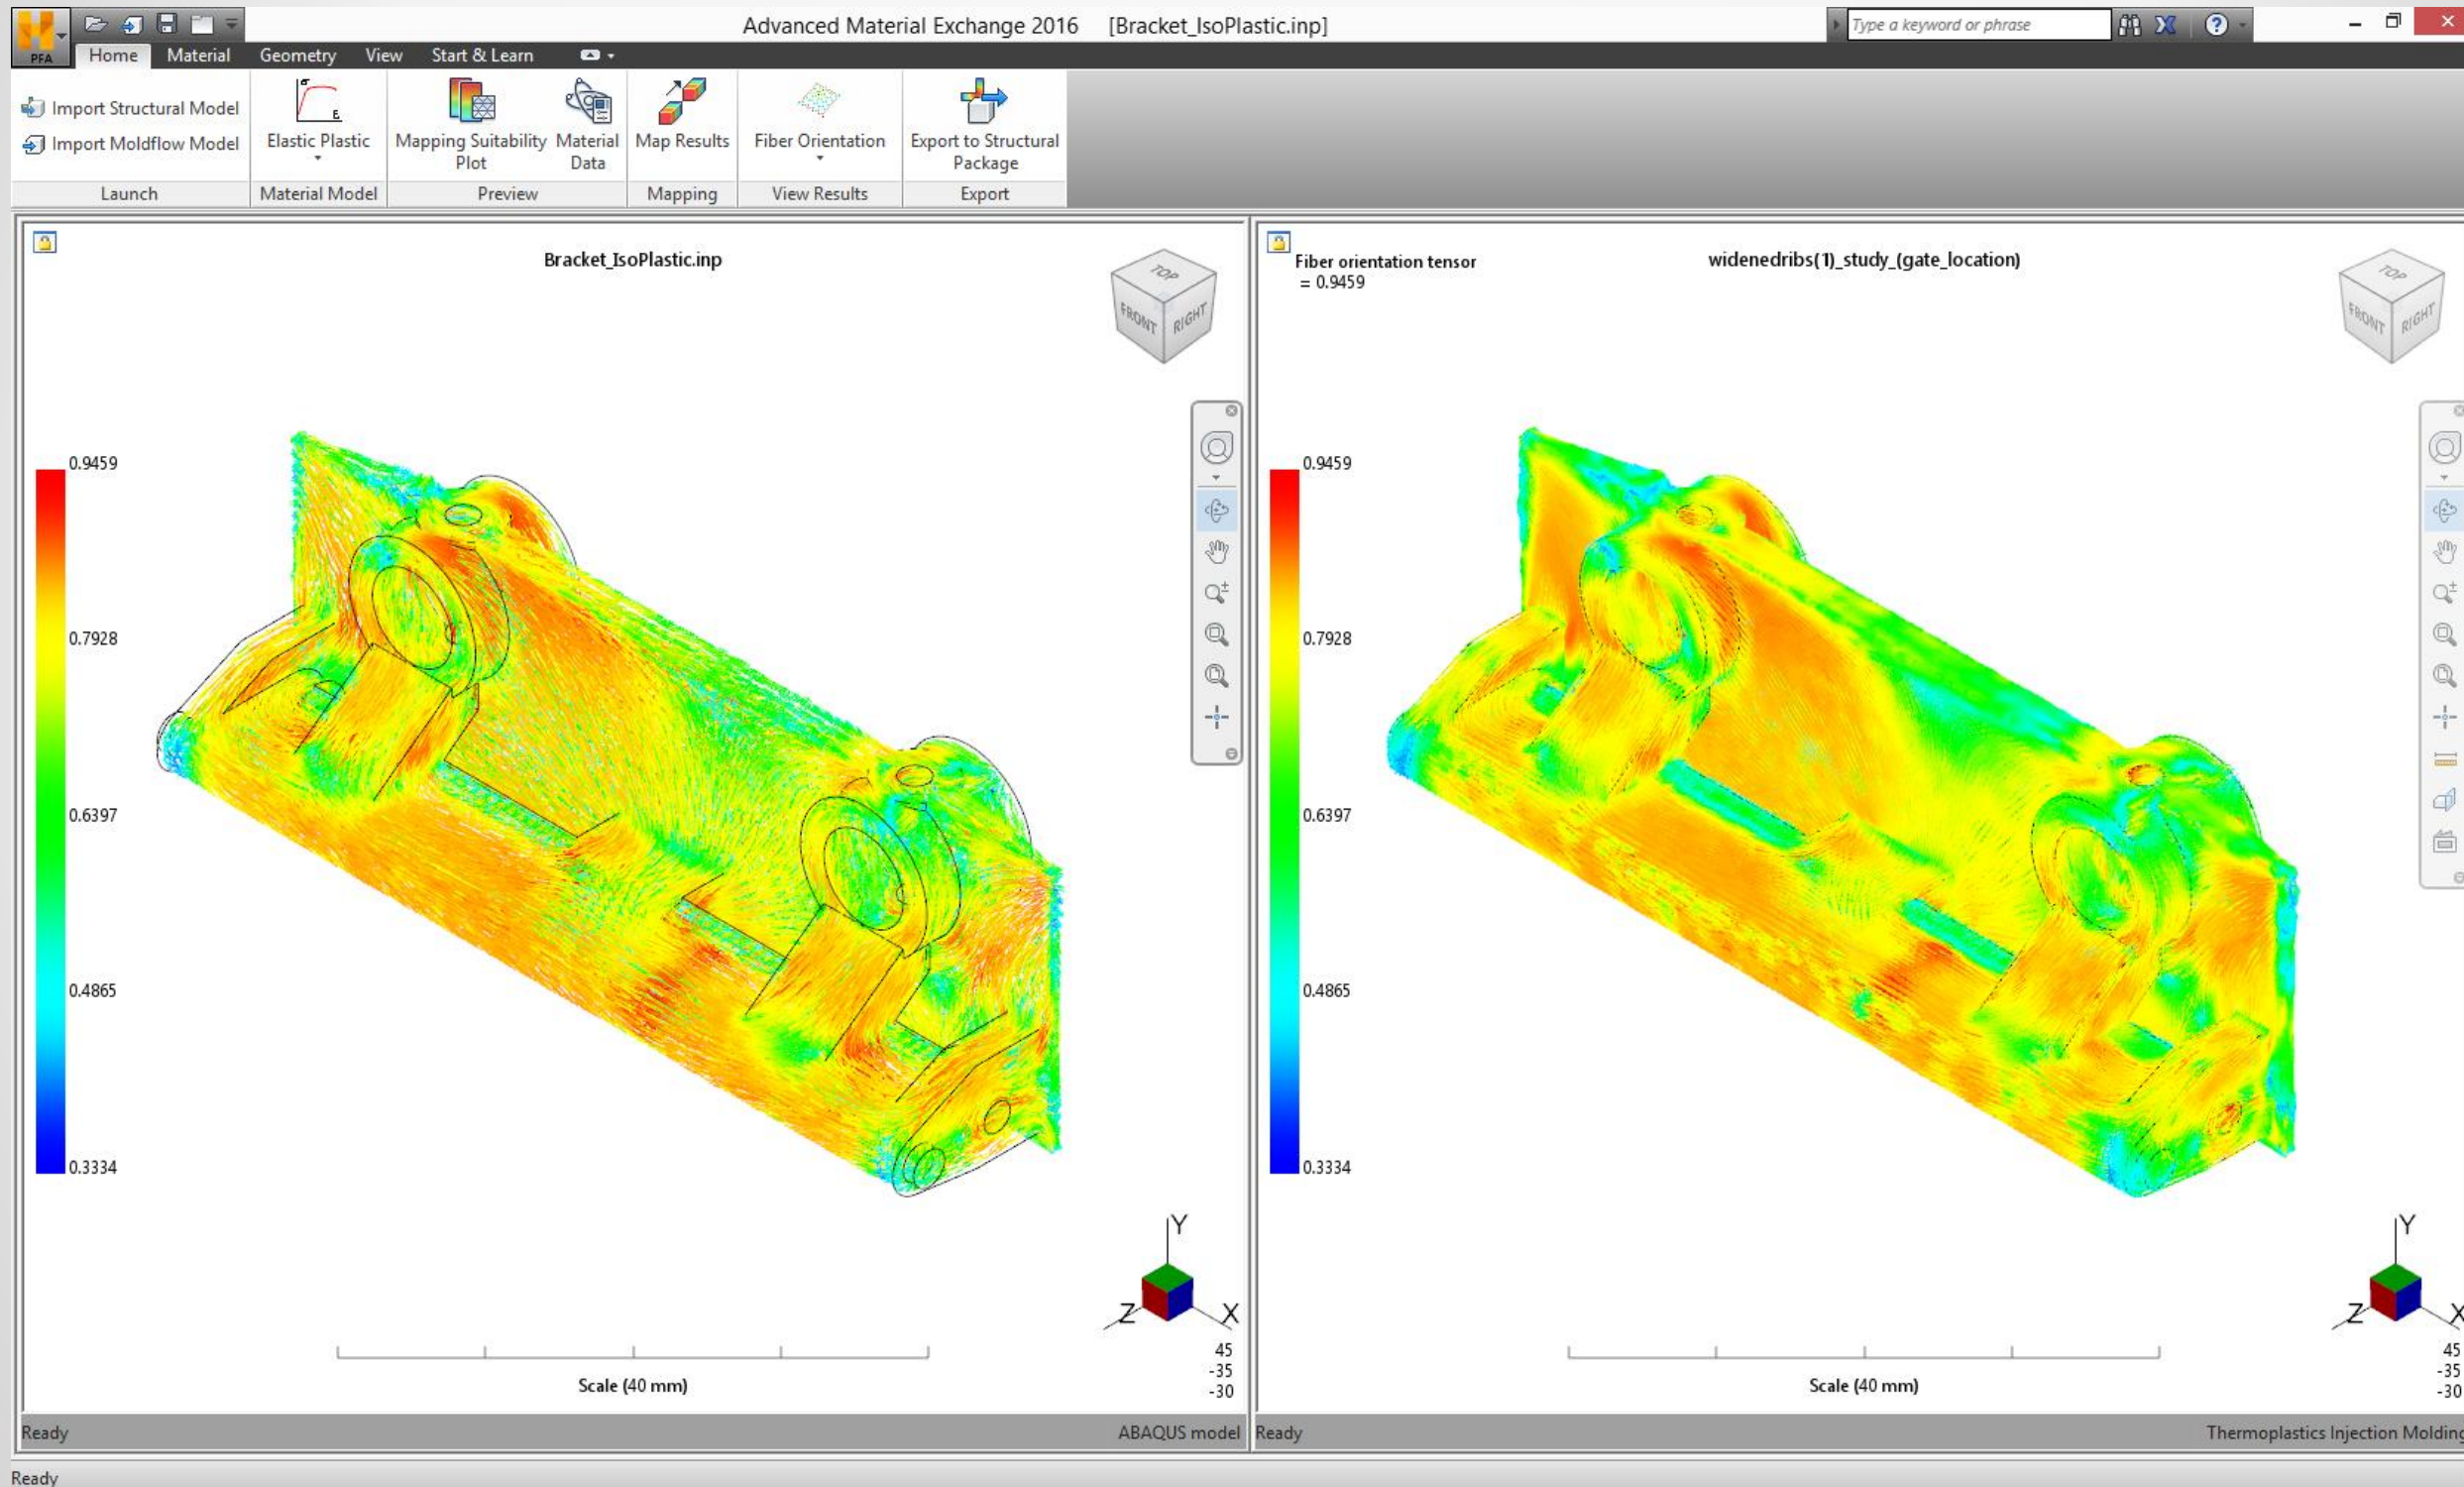 Advanced Material Exchange 2016 [Bracket_IsoPlastic.inp]
Type a keyword or phrase
PFA
Home Material Geometry View Start & Learn
Import Structural Model
Import Moldflow Model
Launch
σ
ε
Elastic Plastic
Material Model
Mapping Suitability
Plot
Material
Data
Preview
Map Results
Mapping
Fiber Orientation
View Results
Export to Structural
Package
Export
Bracket_IsoPlastic.inp
TOP
FRONT
RIGHT
0.9459
0.7928
0.6397
0.4865
0.3334
Y
Z
X
45
-35
-30
Scale (40 mm)
Ready
ABAQUS model
Fiber orientation tensor
= 0.9459
widenedribs(1)_study_(gate_location)
TOP
FRONT
RIGHT
0.9459
0.7928
0.6397
0.4865
0.3334
Y
Z
X
45
-35
-30
Scale (40 mm)
Ready
Thermoplastics Injection Molding
Ready